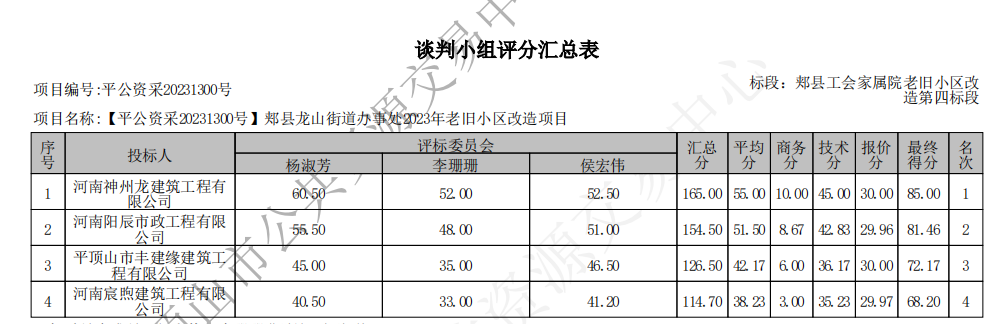 谈判小组评分汇总表
项目编号:平公资采20231300号
标段：郏县工会家属院老旧小区改
造第四标段
项目名称:【平公资采20231300号】郏县龙山街道办事处2023年老旧小区改造项目
序号 投标人 评标委员会 汇总分 平均分 商务分 技术分 报价分 最终得分 名次
杨淑芳 李珊珊 侯宏伟
1 河南神州龙建筑工程有限公司 60.50 52.00 52.50 165.00 55.00 10.00 45.00 30.00 85.00 1
2 河南阳辰市政工程有限公司 55.50 48.00 51.00 154.50 51.50 8.67 42.83 29.96 81.46 2
3 平顶山市丰建缘建筑工程有限公司 45.00 35.00 46.50 126.50 42.17 6.00 36.17 30.00 72.17 3
4 河南宸煦建筑工程有限公司 40.50 33.00 41.20 114.70 38.23 3.00 35.23 29.97 68.20 4